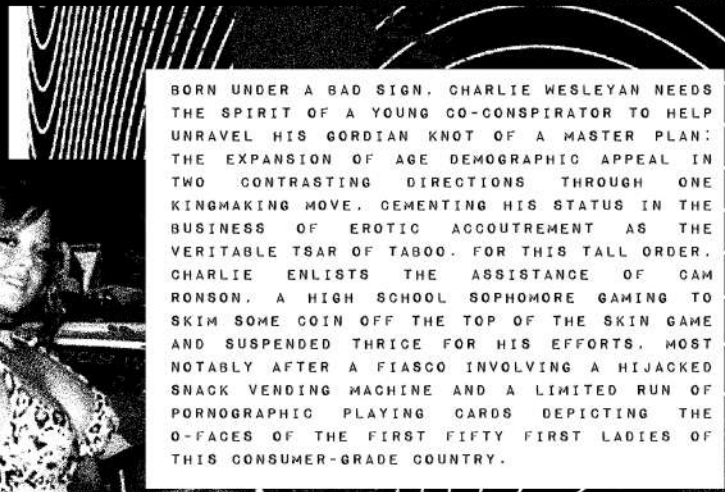 BORN UNDER A BAD SIGN, CHARLIE WESLEYAN NEEDS
THE SPIRIT OF A YOUNG CO-CONSPIRATOR TO HELP
UNRAVEL HIS GORDIAN KNOT OF A MASTER PLAN:
THE EXPANSION OF AGE DEMOGRAPHIC APPEAL IN
TWO CONTRASTING DIRECTIONS THROUGH ONE
KINGMAKING MOVE, CEMENTING HIS STATUS IN THE
BUSINESS OF EROTIC ACCOUTREMENT AS THE
VERITABLE TSAR OF TABOO. FOR THIS TALL ORDER,
CHARLIE ENLISTS THE ASSISTANCE OF CAM
RONSON, A HIGH SCHOOL SOPHOMORE GAMING TO
SKIM SOME COIN OFF THE TOP OF THE SKIN GAME
AND SUSPENDED THRICE FOR HIS EFFORTS, MOST
NOTABLY AFTER A FIASCO INVOLVING A HIJACKED
SNACK VENDING MACHINE AND A LIMITED RUN OF
PORNOGRAPHIC PLAYING CARDS DEPICTING THE
O-FACES OF THE FIRST FIFTY FIRST LADIES OF
THIS CONSUMER-GRADE COUNTRY.